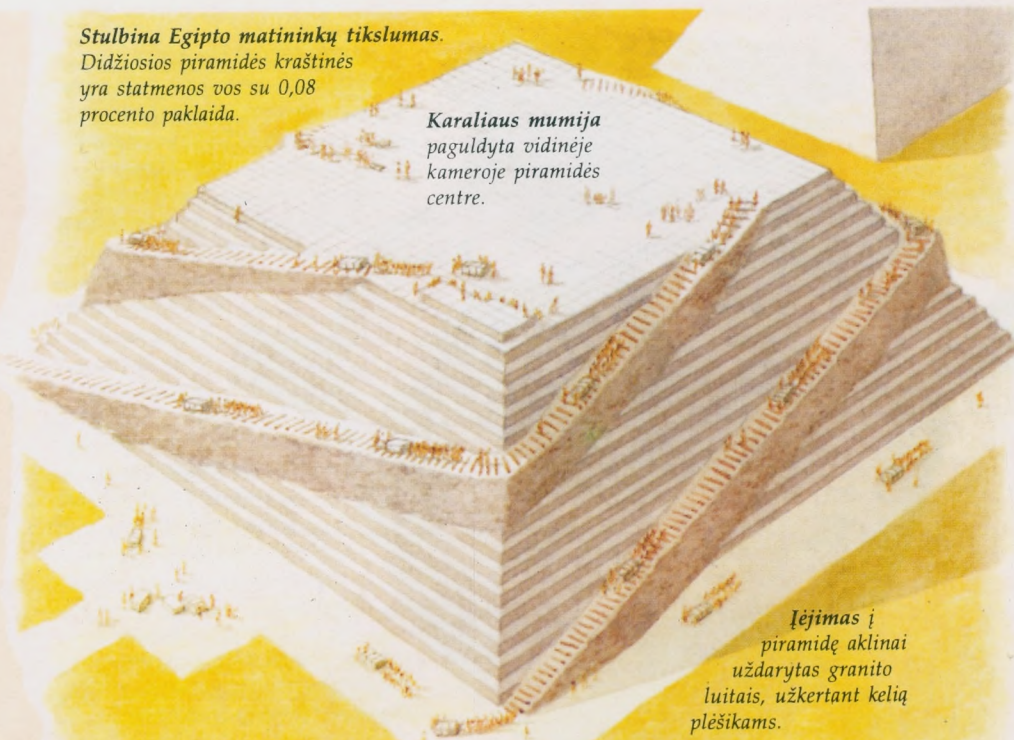 Stulbina Egipto matininkų tikslumas.
Didžiosios piramidės kraštinės
yra statmenos vos su 0,08
procento paklaida.
Karaliaus mumija
paguldyta vidinėje
kameroje piramidės
centre.
Įėjimas į
piramidę aklinai
uždarytas granito
luitais, užkertant kelią
plėšikams.